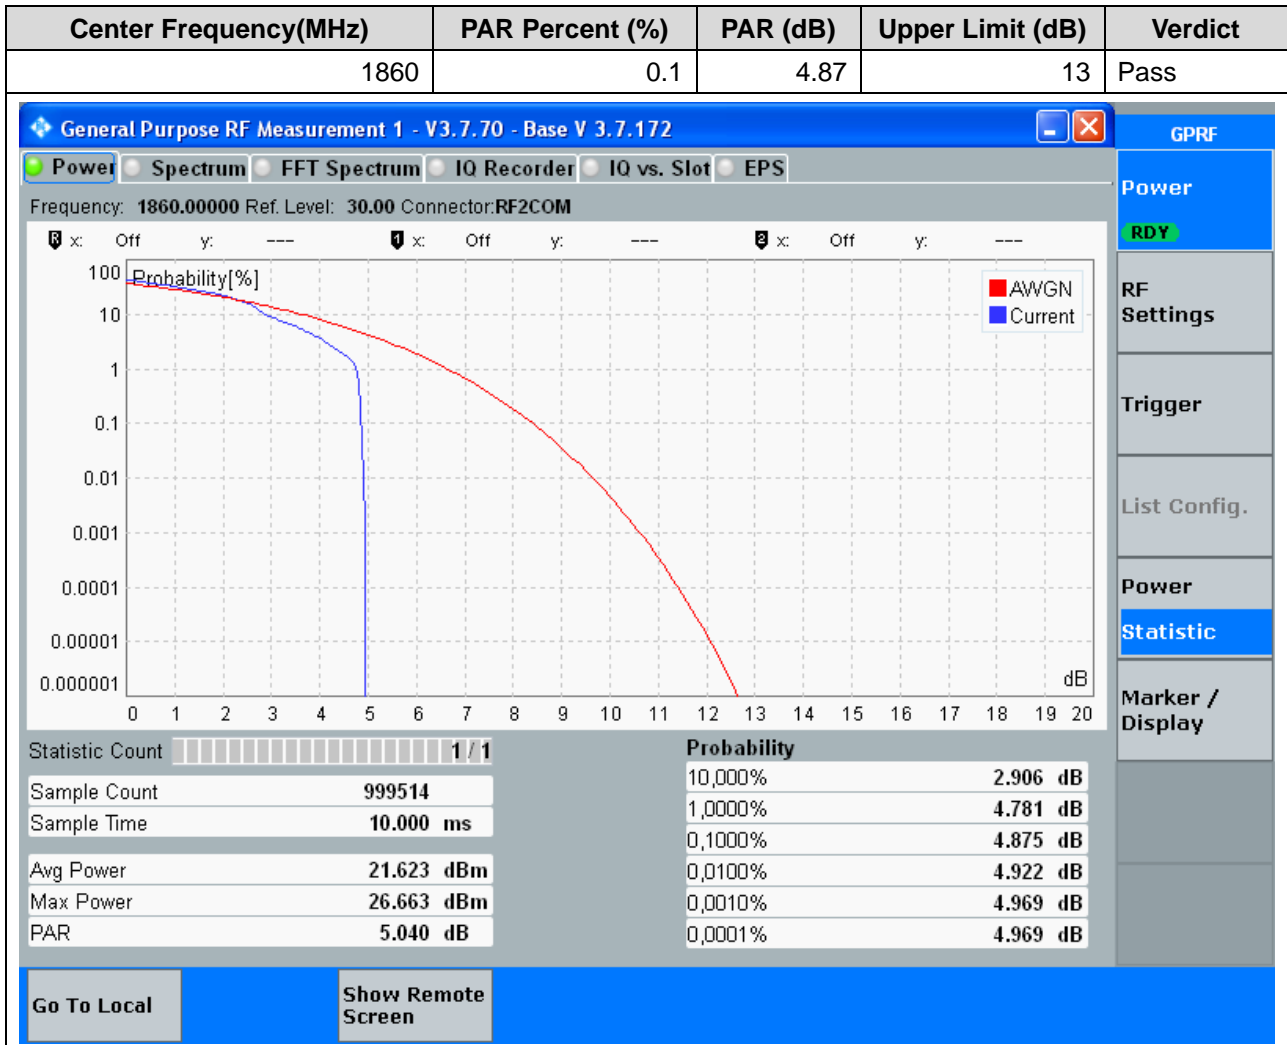 Center Frequency(MHz) PAR Percent (%) PAR (dB) Upper Limit (dB) Verdict
1860 0.1 4.87 13 Pass
General Purpose RF Measurement 1 - V3.7.70 - Base V 3.7.172
GPRF
Power Spectrum FFT Spectrum IQ Recorder IQ vs. Slot EPS
Power
RDY
Frequency: 1860.00000 Ref. Level: 30.00 Connector:RF2COM
R x: Off y: --- 1 x: Off y: --- 2 x: Off y: ---
Probability[%]
AWGN
Current
100
10
1
0.1
0.01
0.001
0.0001
0.00001
0.000001
dB
0 1 2 3 4 5 6 7 8 9 10 11 12 13 14 15 16 17 18 19 20
RF
Settings
Trigger
List Config.
Power
Statistic
Marker /
Display
Statistic Count 1 / 1
Sample Count 999514
Sample Time 10.000 ms
Avg Power 21.623 dBm
Max Power 26.663 dBm
PAR 5.040 dB
Probability
10,000% 2.906 dB
1,0000% 4.781 dB
0,1000% 4.875 dB
0,0100% 4.922 dB
0,0010% 4.969 dB
0,0001% 4.969 dB
Go To Local
Show Remote
Screen